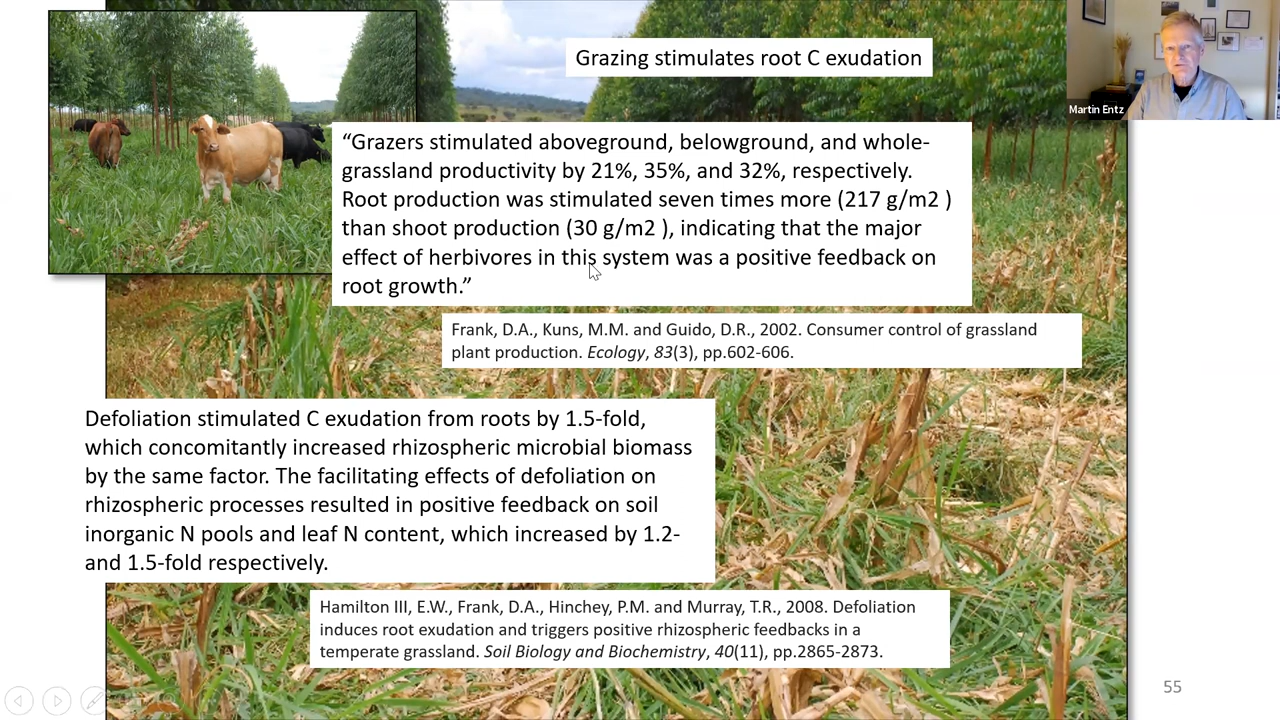 Grazing stimulates root C exudation
Martin Entz
“Grazers stimulated aboveground, belowground, and whole-
grassland productivity by 21%, 35%, and 32%, respectively.
Root production was stimulated seven times more (217 g/m2 )
than shoot production (30 g/m2 ), indicating that the major
effect of herbivores in this system was a positive feedback on
root growth.”
Frank, D.A., Kuns, M.M. and Guido, D.R., 2002. Consumer control of grassland
plant production. Ecology, 83(3), pp.602-606.
Defoliation stimulated C exudation from roots by 1.5-fold,
which concomitantly increased rhizospheric microbial biomass
by the same factor. The facilitating effects of defoliation on
rhizospheric processes resulted in positive feedback on soil
inorganic N pools and leaf N content, which increased by 1.2-
and 1.5-fold respectively.
Hamilton III, E.W., Frank, D.A., Hinchey, P.M. and Murray, T.R., 2008. Defoliation
induces root exudation and triggers positive rhizospheric feedbacks in a
temperate grassland. Soil Biology and Biochemistry, 40(11), pp.2865-2873.
55